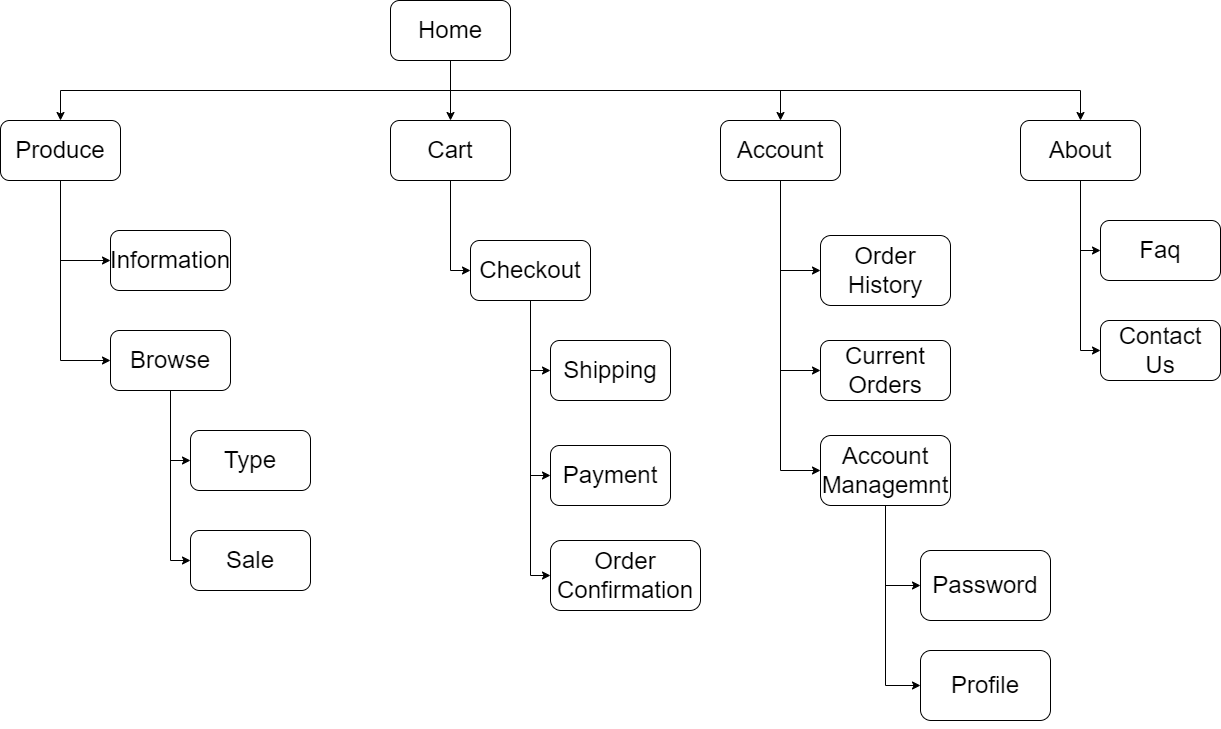 Home
Produce
Cart
Account
About
Information
Browse
Type
Sale
Checkout
Shipping
Payment
Order
Confirmation
Order
History
Current
Orders
Account
Managemnt
Password
Profile
Faq
Contact
Us